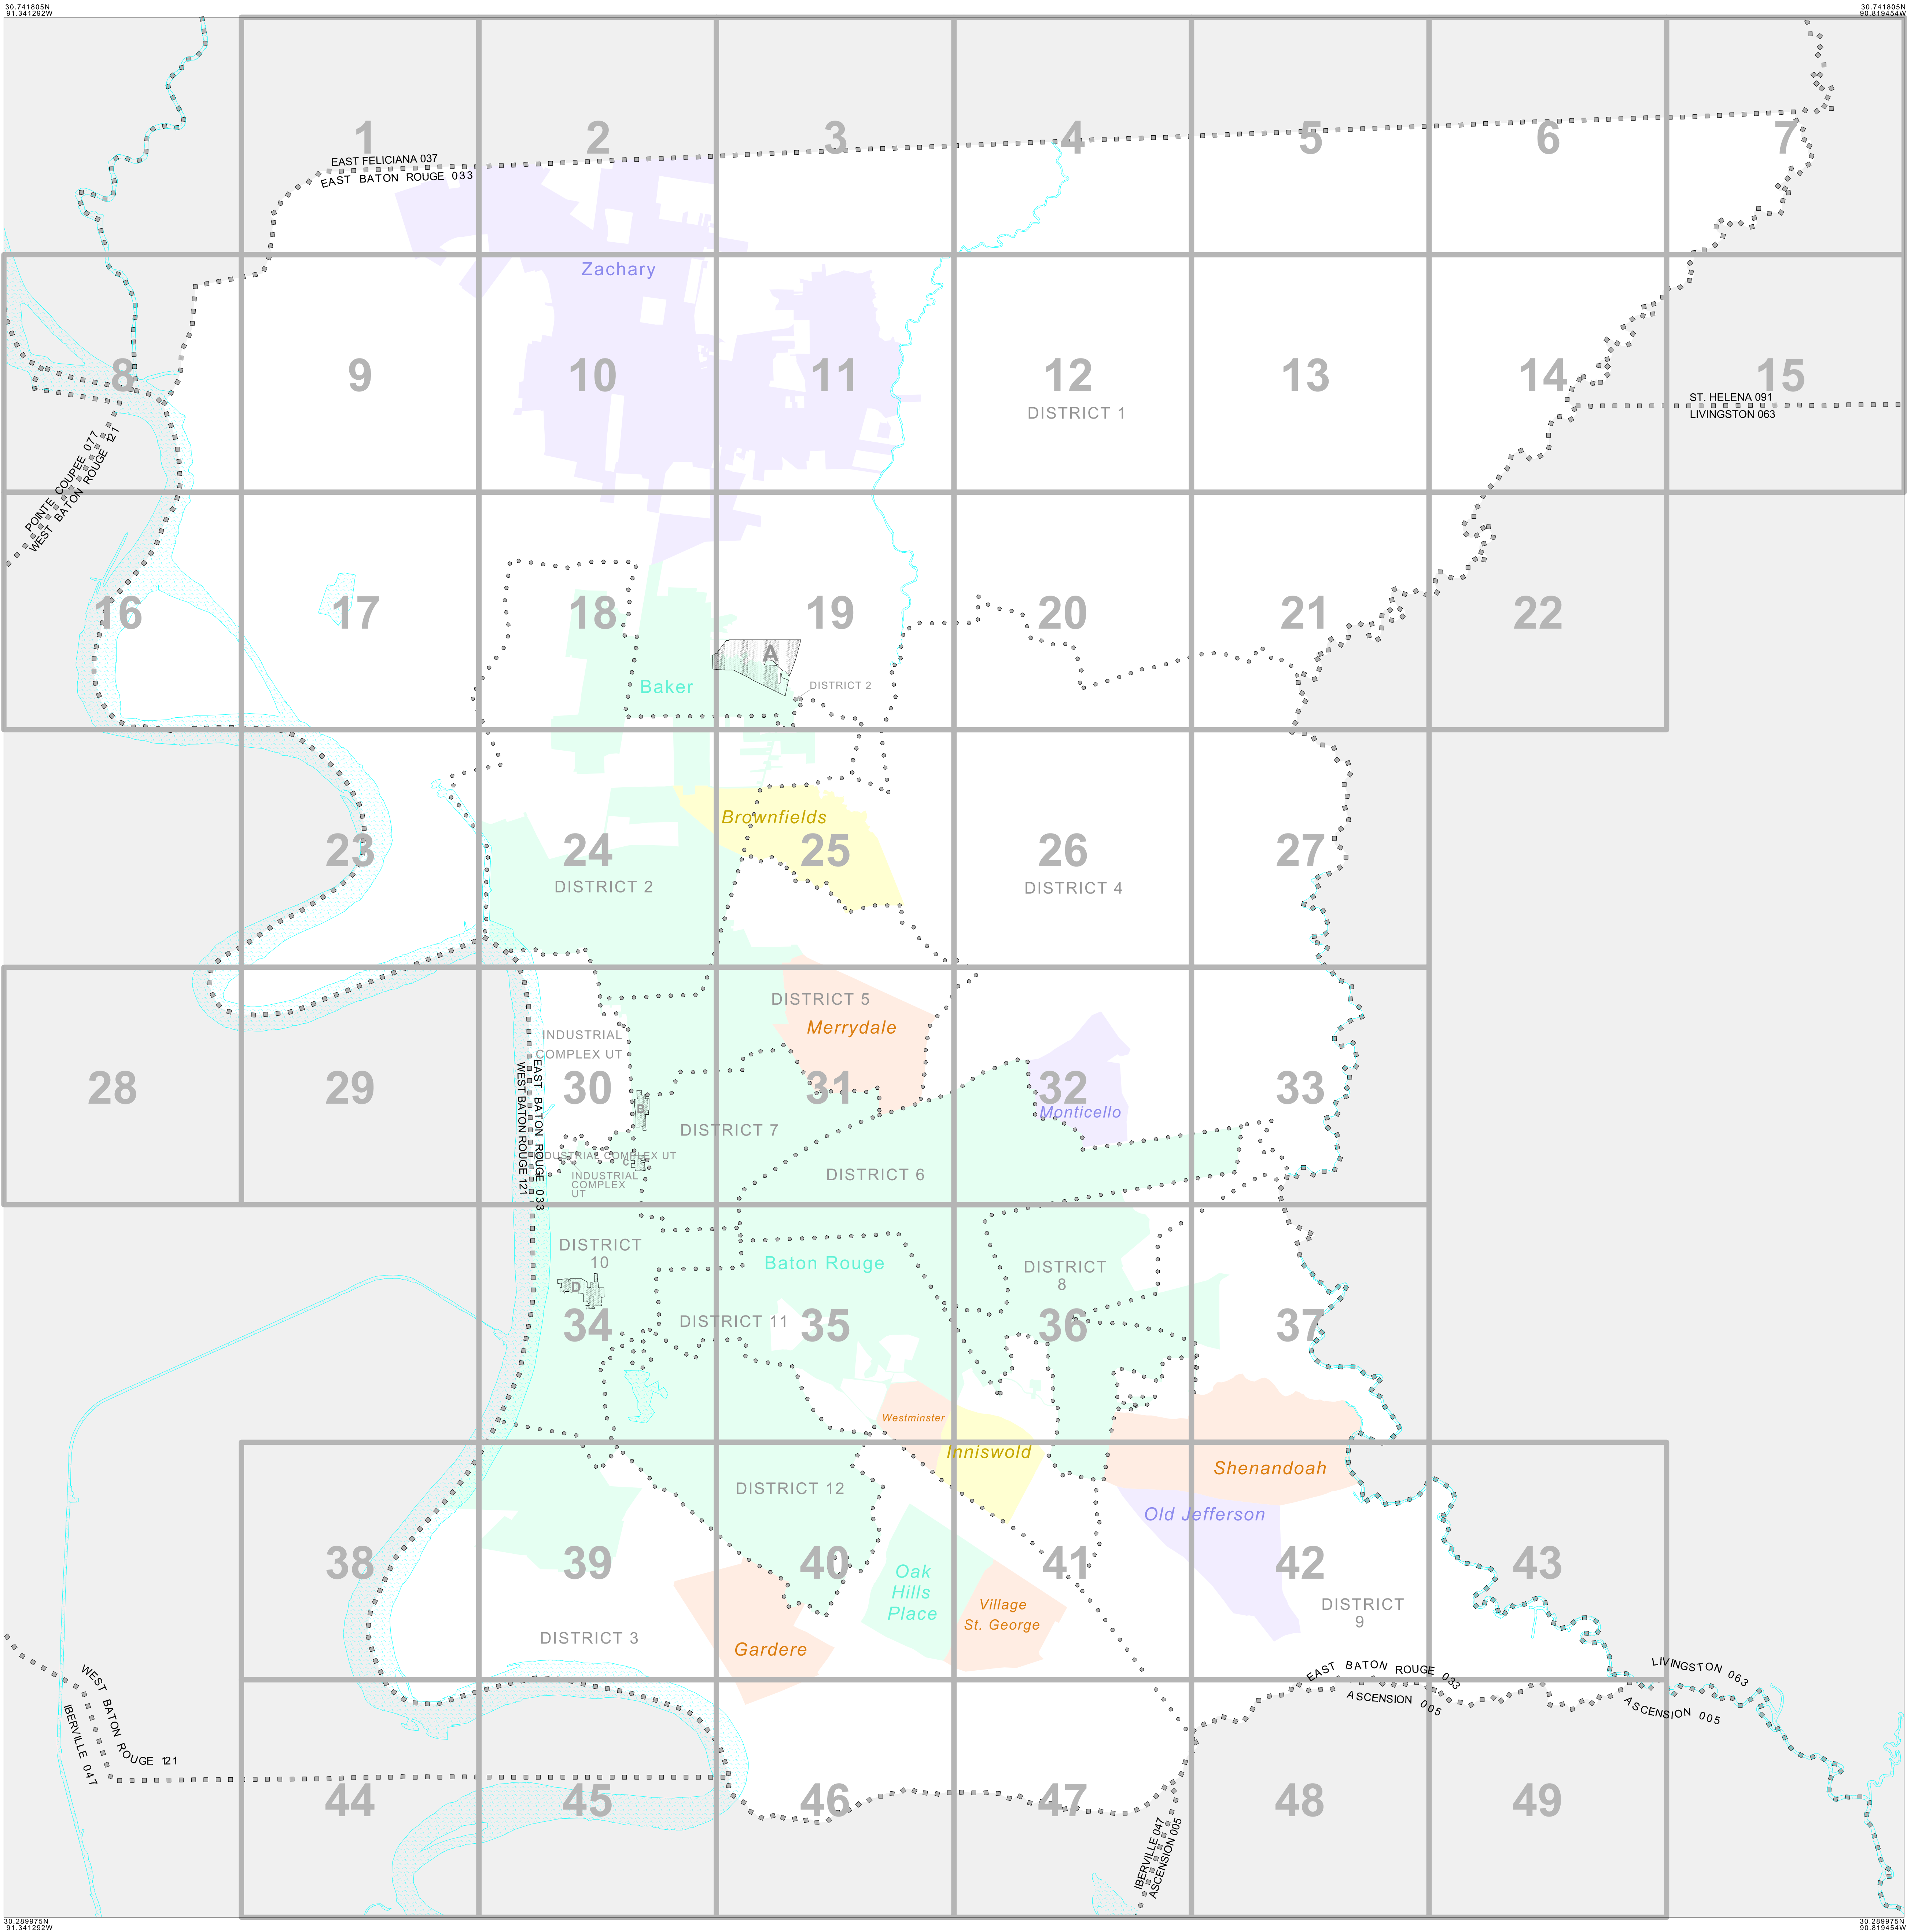 30.741805N
91.341292W
30.741805N
90.819454W
1
2
3
4
5
6
7
EAST FELICIANA 037
EAST BATON ROUGE 033
Zachary
8
9
10
11
12
13
14
15
DISTRICT 1
ST. HELENA 091
LIVINGSTON 063
POINTE COUPEE 077
WEST BATON ROUGE 121
16
17
18
19
20
21
22
A
Baker
DISTRICT 2
Brownfields
23
24
25
26
27
DISTRICT 2
DISTRICT 4
DISTRICT 5
Merrydale
INDUSTRIAL
COMPLEX UT
28
29
30
31
32
33
EAST BATON ROUGE 033
WEST BATON ROUGE 121
B
Monticello
DISTRICT 7
DUSTRIAL COMPLEX UT
C
INDUSTRIAL
COMPLEX
UT
DISTRICT 6
DISTRICT
10
Baton Rouge
DISTRICT
8
D
DISTRICT 11
34
35
36
37
Westminster
Inniswold
Shenandoah
DISTRICT 12
Old Jefferson
38
39
40
41
42
43
Oak
Hills
Place
Village
St. George
DISTRICT
9
DISTRICT 3
Gardere
EAST BATON ROUGE 033
ASCENSION 005
LIVINGSTON 063
ASCENSION 005
WEST BATON ROUGE 121
IBERVILLE 047
44
45
46
47
48
49
IBERVILLE 047
ASCENSION 005
30.289975N
91.341292W
30.289975N
90.819454W